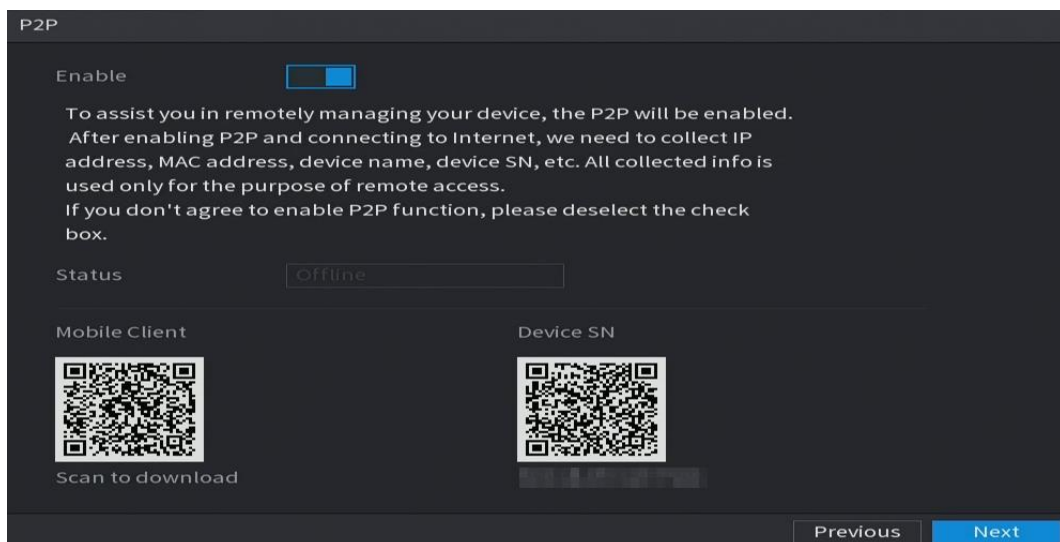 P2P
Enable
To assist you in remotely managing your device, the P2P will be enabled.
After enabling P2P and connecting to Internet, we need to collect IP
address, MAC address, device name, device SN, etc. All collected info is
used only for the purpose of remote access.
If you don't agree to enable P2P function, please deselect the check
box.
Status
Offline
Mobile Client
Device SN
Scan to download
Previous
Next